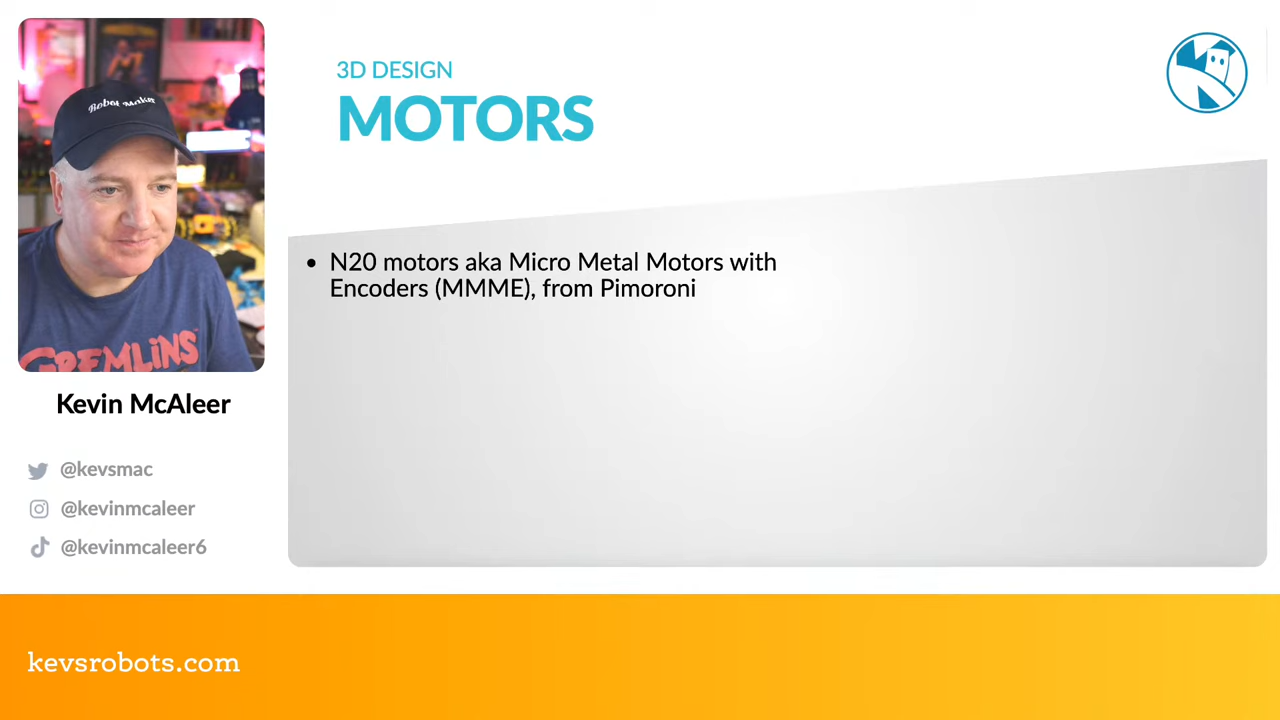 3D DESIGN
MOTORS
Robot Maker
GREMLINS
• N20 motors aka Micro Metal Motors with
Encoders (MMME), from Pimoroni
Kevin McAleer
@kevsmac
@kevinmcaleer
@kevinmcaleer6
kevsrobots.com